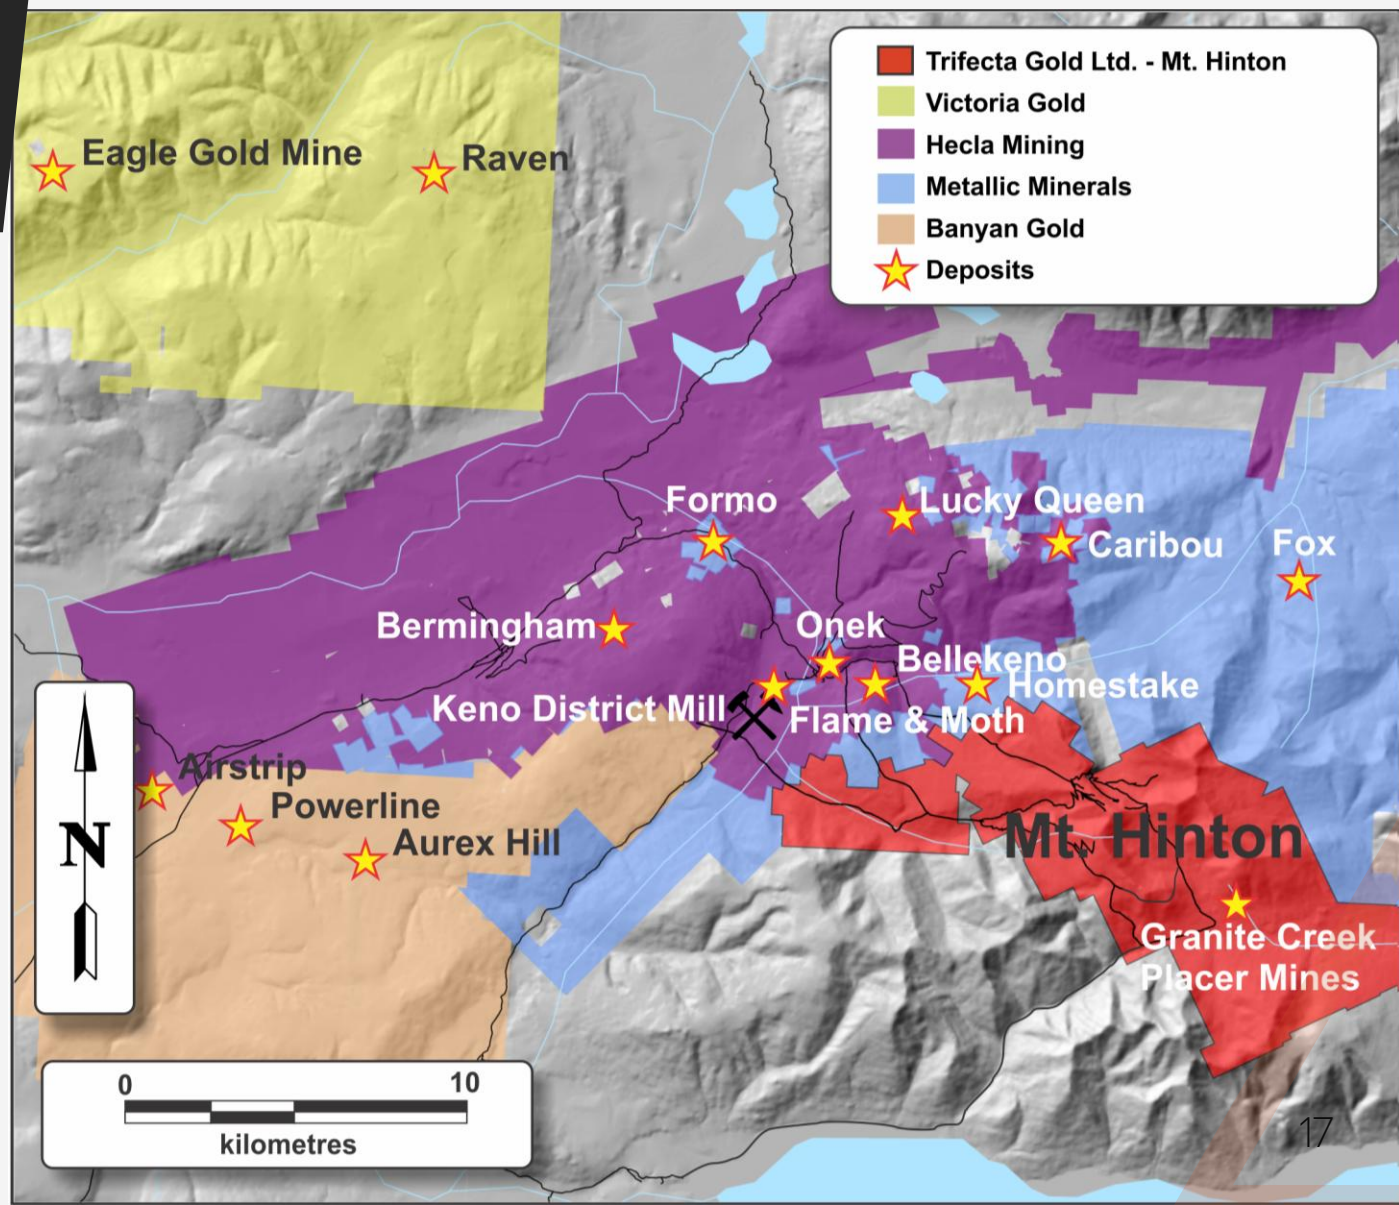 Trifecta Gold Ltd. - Mt. Hinton
Victoria Gold
Hecla Mining
Metallic Minerals
Banyan Gold
Deposits
Eagle Gold Mine
Raven
Formo
Lucky Queen
Caribou
Fox
Bermingham
Onek
Bellekeno
Homestake
Keno District Mill
Flame & Moth
Airstrip
Powerline
Aurex Hill
Mt. Hinton
Granite Creek
Placer Mines
N
0 10
kilometres
17